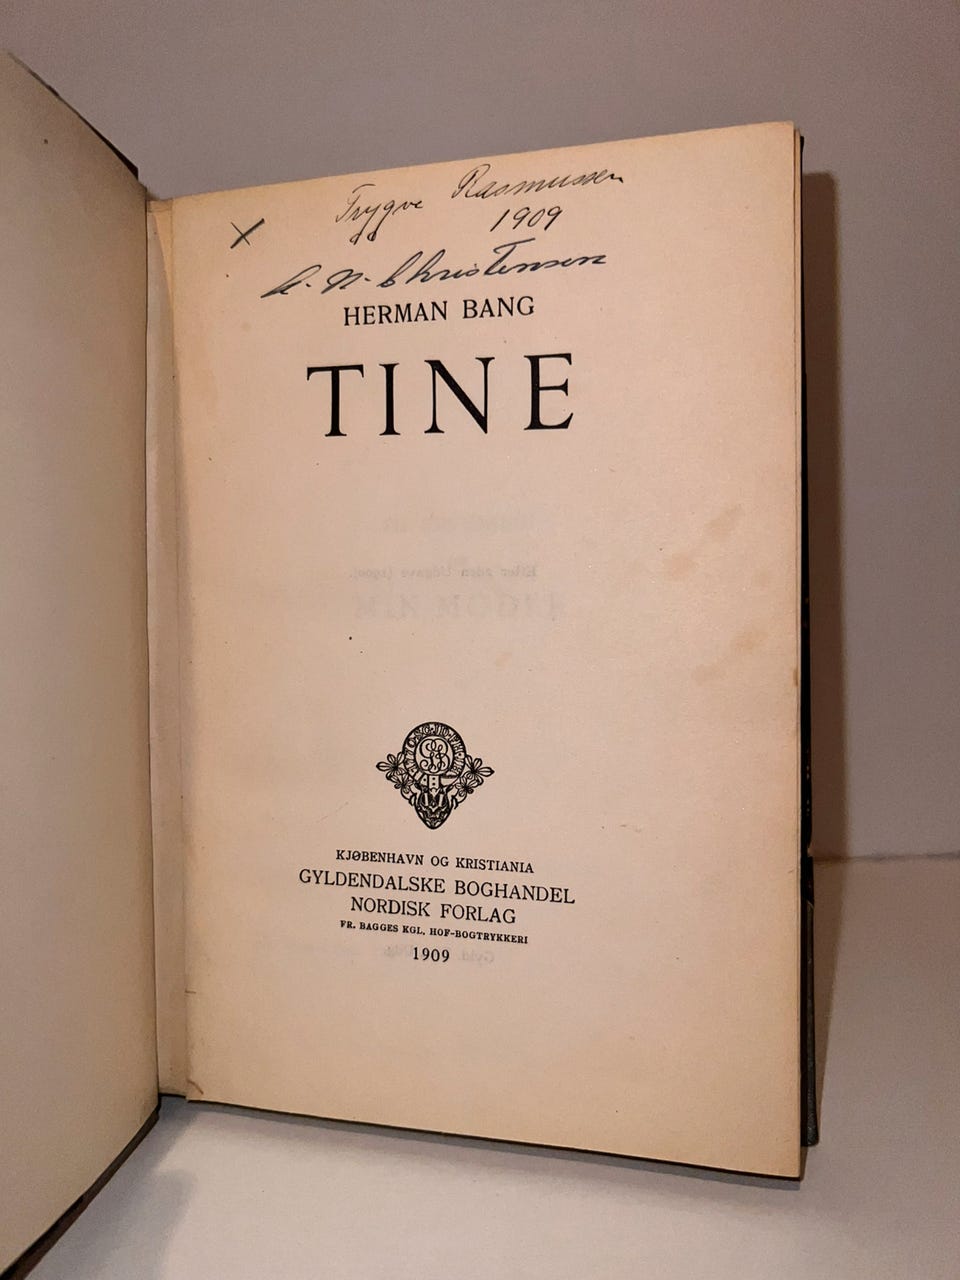 Trygve Rasmussen
1909
A. N. Christensen
HERMAN BANG
TINE
KJØBENHAVN OG KRISTIANIA
GYLDENDALSKE BOGHANDEL
NORDISK FORLAG
FR. BAGGES KGL. HOF-BOGTRYKKERI
1909